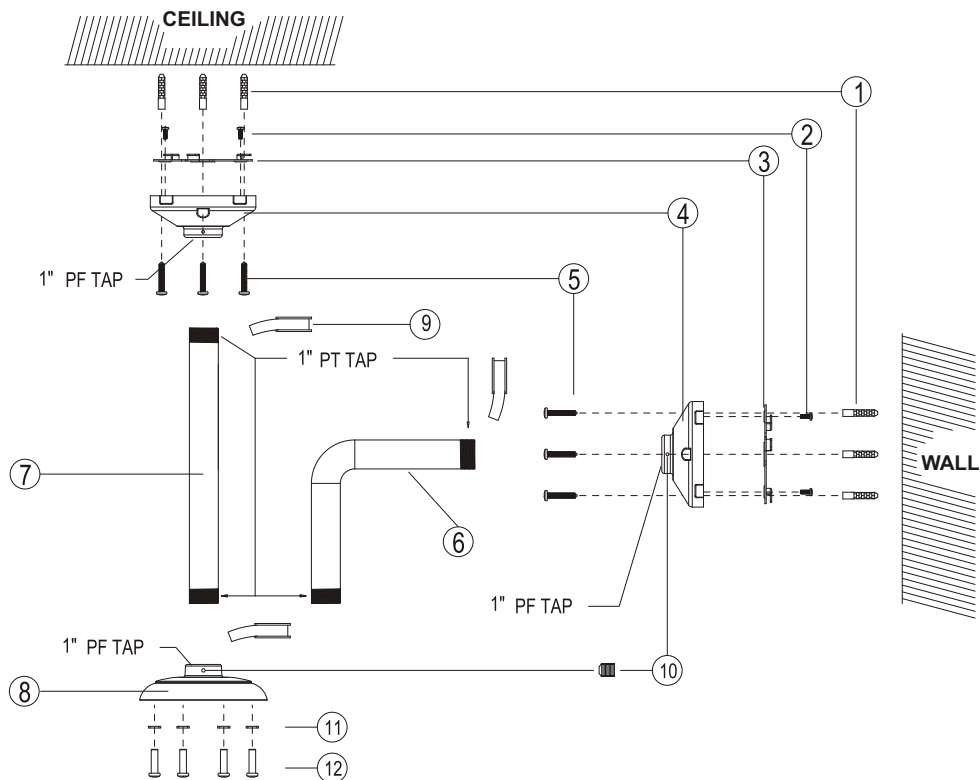 CEILING
1
2
3
4
1" PF TAP
5
9
1" PT TAP
WALL
7
6
1" PF TAP
1" PF TAP
10
8
11
12